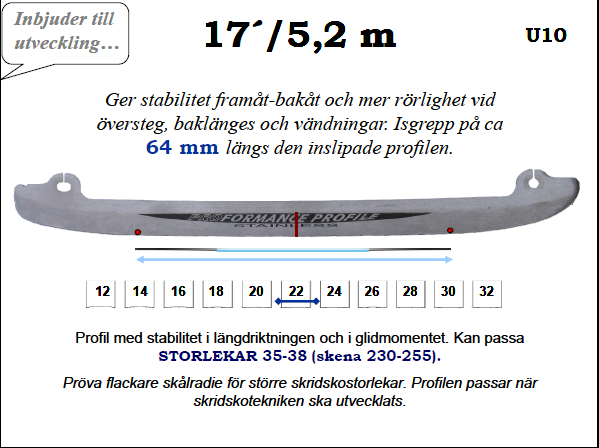 Inbjuder till
utveckling…
17´/5,2 m
U10
Ger stabilitet framåt-bakåt och mer rörlighet vid
översteg, baklänges och vändningar. Isgrepp på ca
64 mm längs den inslipade profilen.
PROFORMANCE PROFILE
STAINLESS
12 14 16 18 20 22 24 26 28 30 32
Profil med stabilitet i längdriktningen och i glidmomentet. Kan passa
STORLEKAR 35-38 (skena 230-255).
Pröva flackare skålradie för större skridskostorlekar. Profilen passar när
skridskotekniken ska utvecklats.